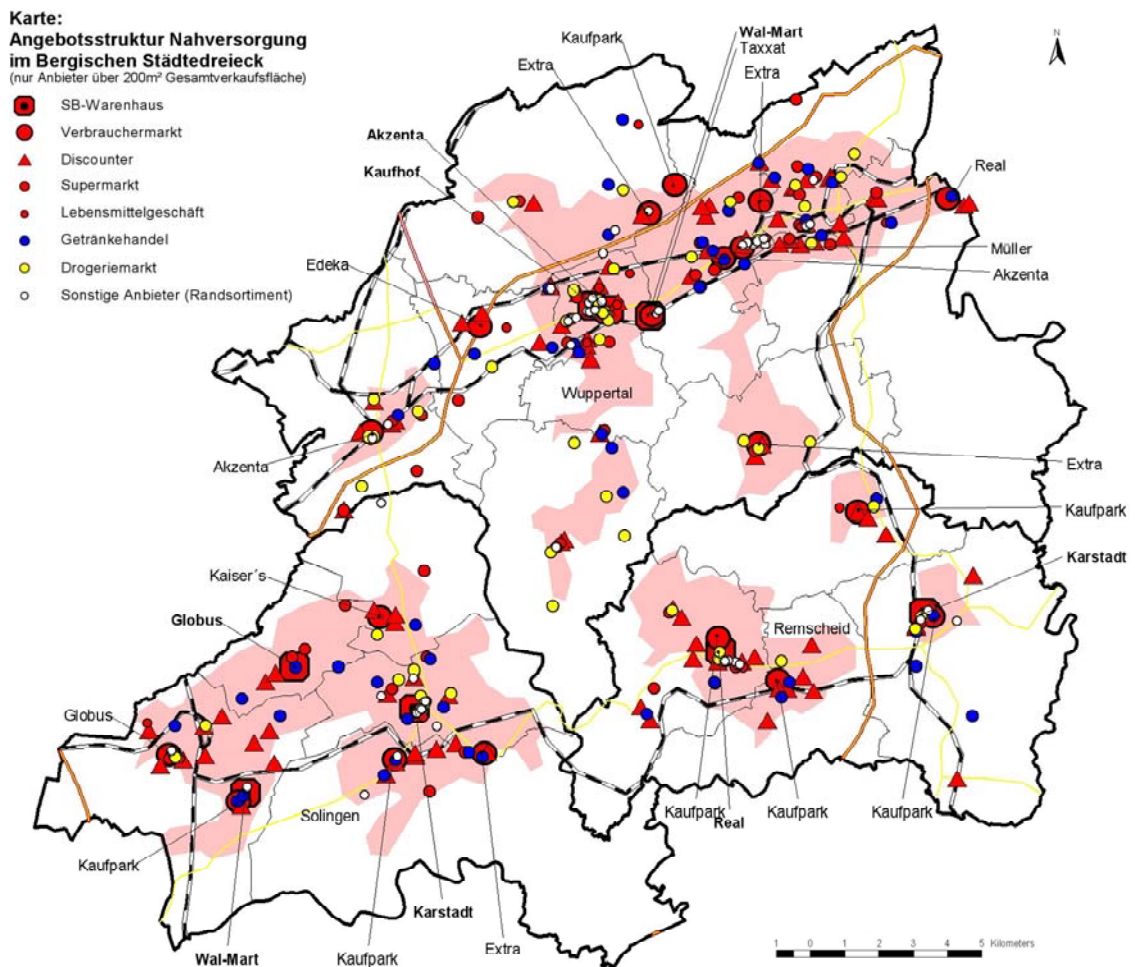 Karte:
Angebotsstruktur Nahversorgung
im Bergischen Städtedreieck
(nur Anbieter über 200m² Gesamtverkaufsfläche)
SB-Warenhaus
Verbrauchermarkt
Discounter
Supermarkt
Lebensmittelgeschäft
Getränkehandel
Drogeriemarkt
Sonstige Anbieter (Randsortiment)
Kaufpark
Wal-Mart
Taxxat
Extra
Extra
N
Akzenta
Kaufhof
Real
Edeka
Müller
Akzenta
Wuppertal
Akzenta
Extra
Kaufpark
Karstadt
Kaiser´s
Globus
Remscheid
Globus
Solingen
Kaufpark
Kaufpark
Real
Kaufpark
Kaufpark
Karstadt
Extra
Wal-Mart
Kaufpark
1 0 1 2 3 4 5 Kilometers